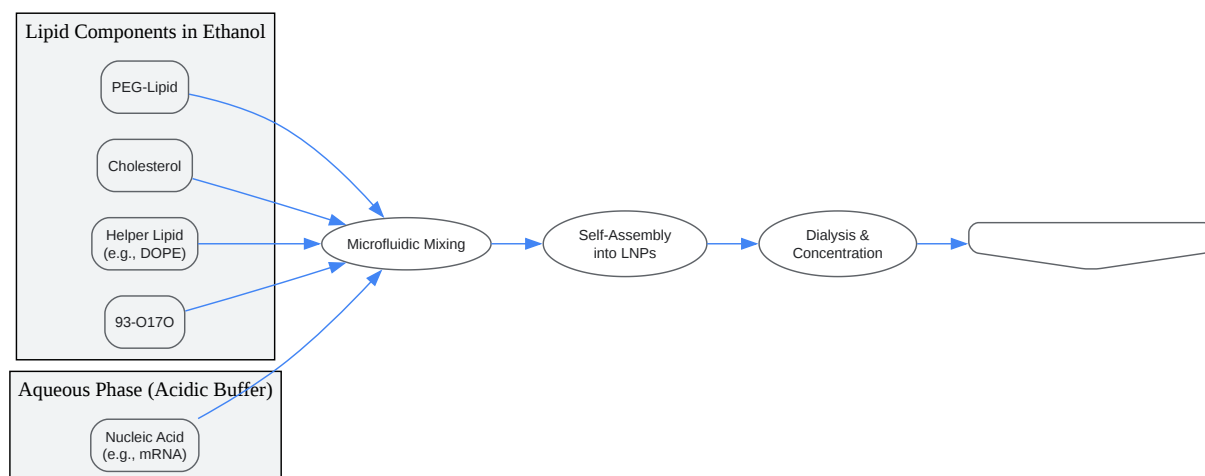 Lipid Components in Ethanol
PEG-Lipid
Cholesterol
Helper Lipid
(e.g., DOPE)
93-O17O
Microfluidic Mixing
Self-Assembly
into LNPs
Dialysis &
Concentration
Aqueous Phase (Acidic Buffer)
Nucleic Acid
(e.g., mRNA)